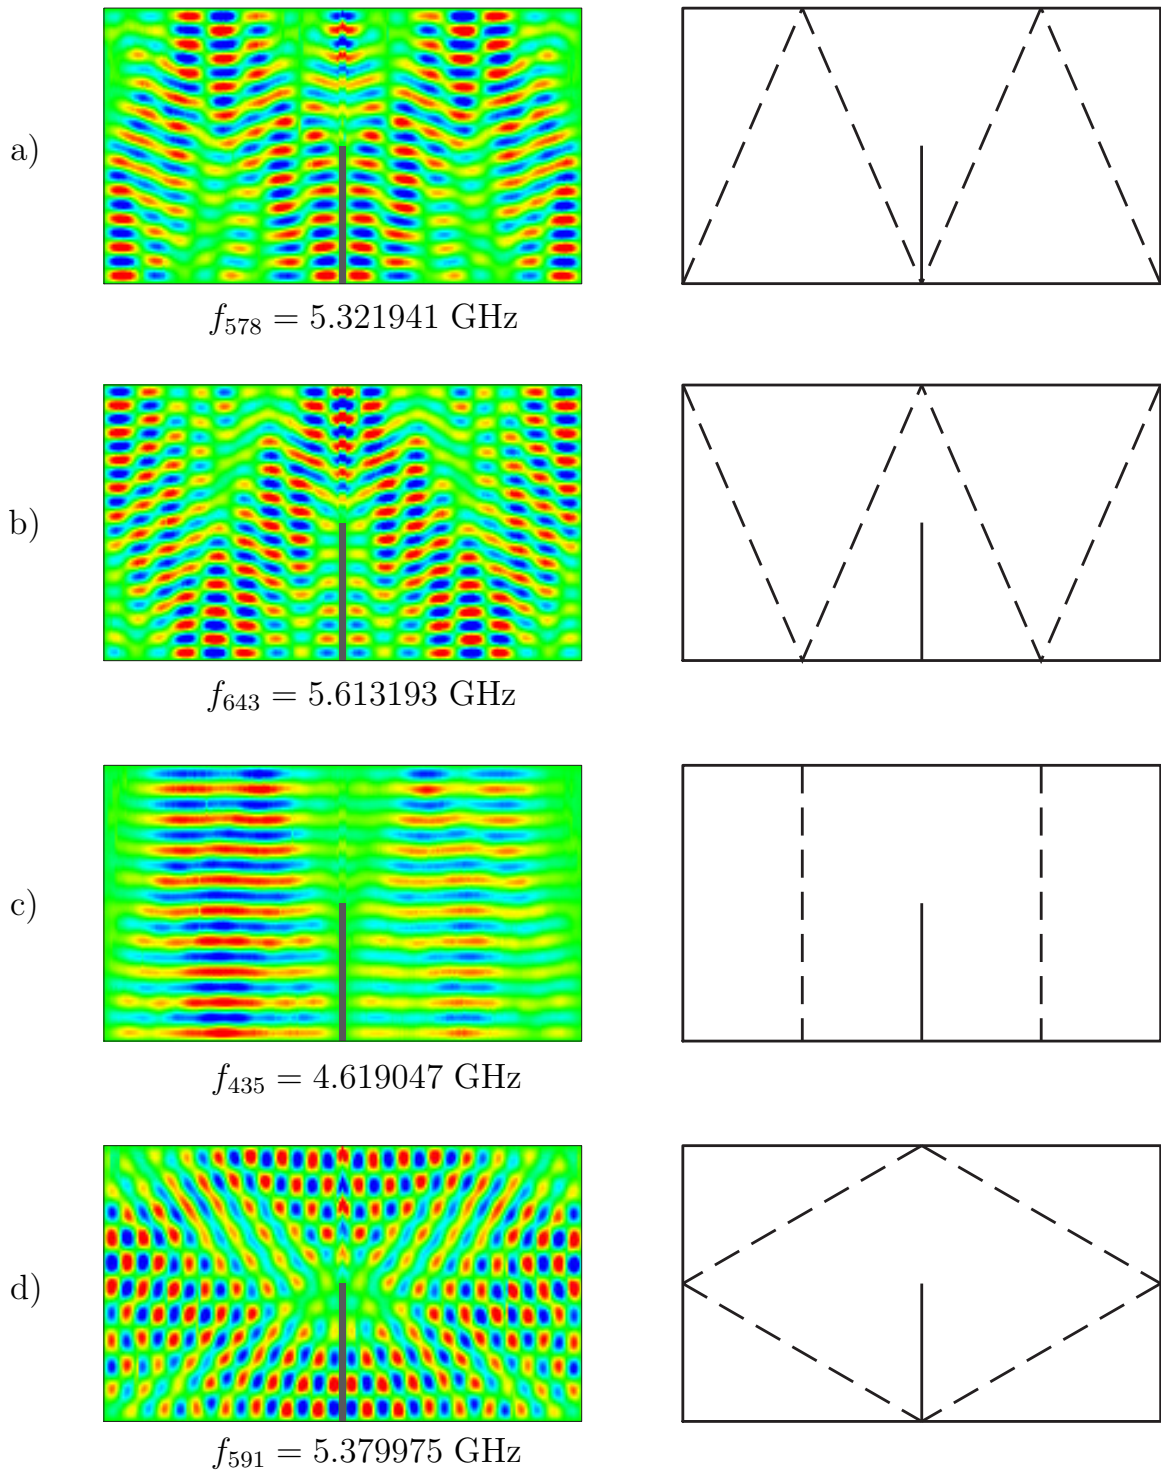 a)
f₅₇₈ = 5.321941 GHz
b)
f₆₄₃ = 5.613193 GHz
c)
f₄₃₅ = 4.619047 GHz
d)
f₅₉₁ = 5.379975 GHz